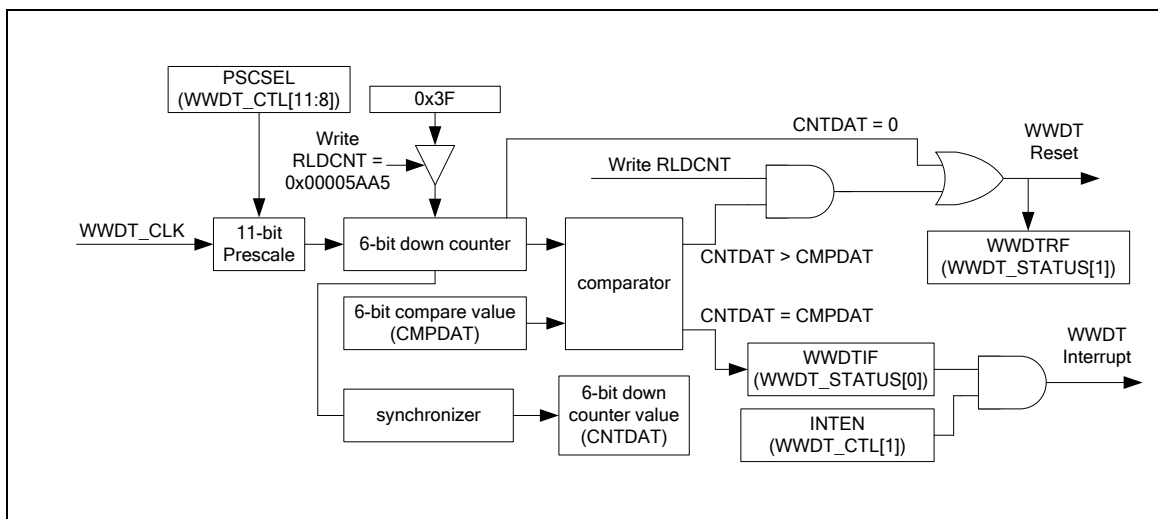 PSCSEL
(WWDT_CTL[11:8])
0x3F
Write
RLDCNT =
0x00005AA5
CNTDAT = 0
WWDT
Reset
Write RLDCNT
WWDT_CLK
11-bit
Prescale
6-bit down counter
CNTDAT > CMPDAT
WWDTRF
(WWDT_STATUS[1])
comparator
6-bit compare value
(CMPDAT)
CNTDAT = CMPDAT
WWDT
Interrupt
WWDTIF
(WWDT_STATUS[0])
synchronizer
6-bit down
counter value
(CNTDAT)
INTEN
(WWDT_CTL[1])